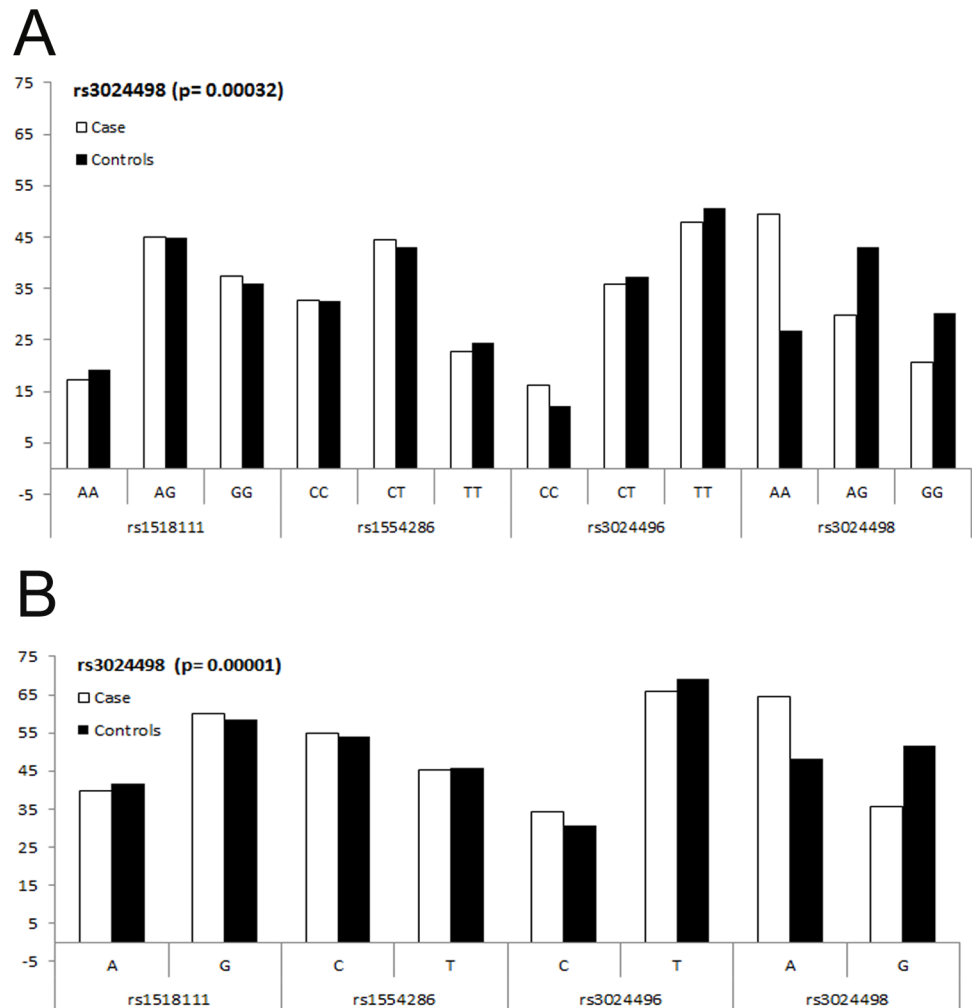 A
75
rs3024498 (p= 0.00032)
Case
65
Controls
55
45
35
25
15
5
-5
AA AG GG CC CT TT CC CT TT AA AG GG
rs1518111 rs1554286 rs3024496 rs3024498
B
75
rs3024498 (p= 0.00001)
65
Case
55
Controls
45
35
25
15
5
-5
A G C T C T A G
rs1518111 rs1554286 rs3024496 rs3024498